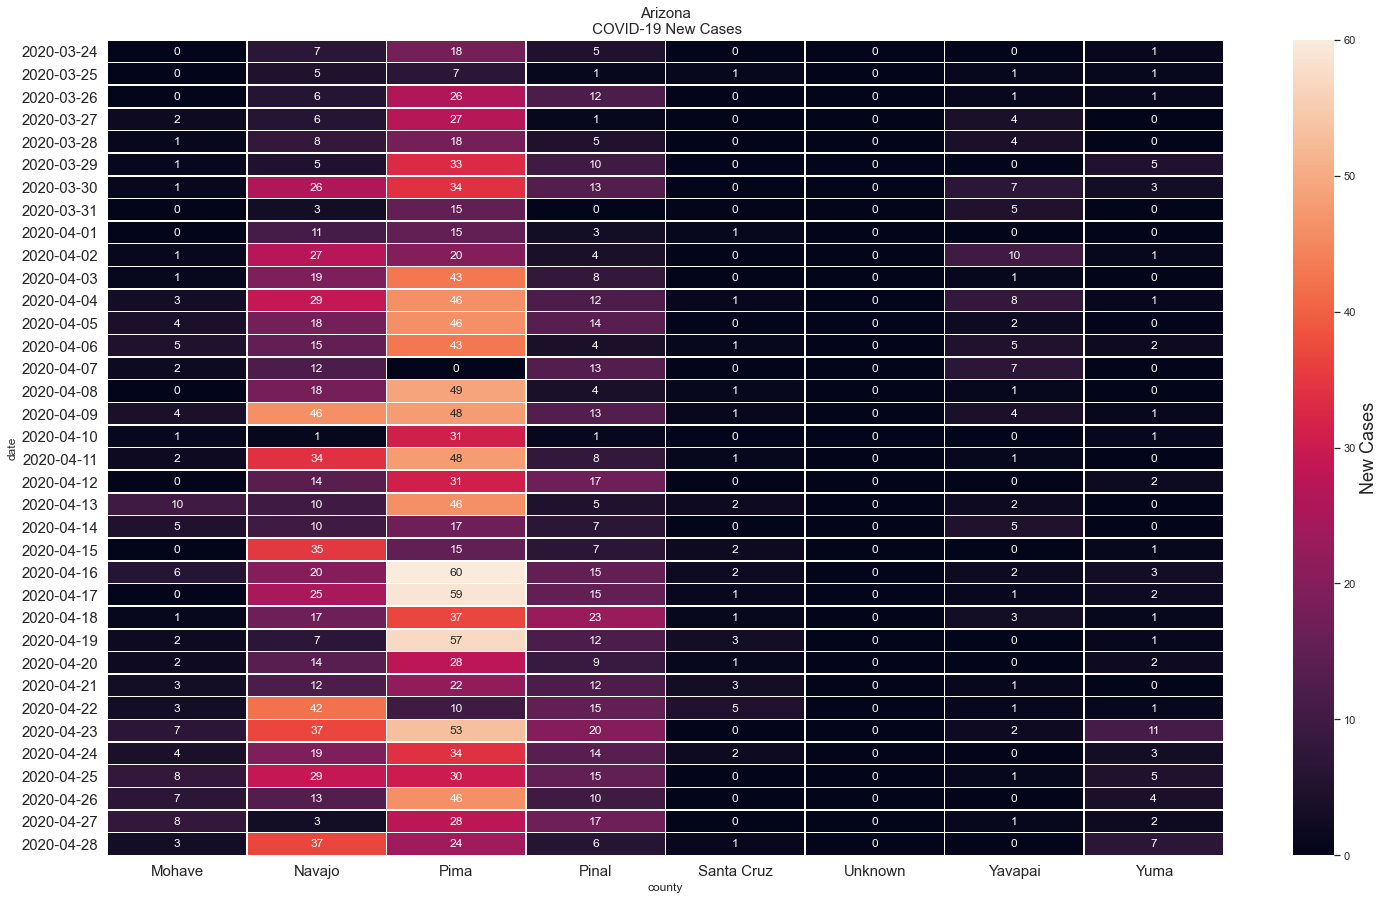 Arizona
COVID-19 New Cases
2020-03-24 0 7 18 5 0 0 0 1
2020-03-25 0 5 7 1 1 0 1 1
2020-03-26 0 6 26 12 0 0 1 1
2020-03-27 2 6 27 1 0 0 4 0
2020-03-28 1 8 18 5 0 0 4 0
2020-03-29 1 5 33 10 0 0 0 5
2020-03-30 1 26 34 13 0 0 7 3
2020-03-31 0 3 15 0 0 0 5 0
2020-04-01 0 11 15 3 1 0 0 0
2020-04-02 1 27 20 4 0 0 10 1
2020-04-03 1 19 43 8 0 0 1 0
2020-04-04 3 29 46 12 1 0 8 1
2020-04-05 4 18 46 14 0 0 2 0
2020-04-06 5 15 43 4 1 0 5 2
2020-04-07 2 12 0 13 0 0 7 0
2020-04-08 0 18 49 4 1 0 1 0
2020-04-09 4 46 48 13 1 0 4 1
2020-04-10 1 1 31 1 0 0 0 1
2020-04-11 2 34 48 8 1 0 1 0
2020-04-12 0 14 31 17 0 0 0 2
2020-04-13 10 10 46 5 2 0 2 0
2020-04-14 5 10 17 7 0 0 5 0
2020-04-15 0 35 15 7 2 0 0 1
2020-04-16 6 20 60 15 2 0 2 3
2020-04-17 0 25 59 15 1 0 1 2
2020-04-18 1 17 37 23 1 0 3 1
2020-04-19 2 7 57 12 3 0 0 1
2020-04-20 2 14 28 9 1 0 0 2
2020-04-21 3 12 22 12 3 0 1 0
2020-04-22 3 42 10 15 5 0 1 1
2020-04-23 7 37 53 20 0 0 2 11
2020-04-24 4 19 34 14 2 0 0 3
2020-04-25 8 29 30 15 0 0 1 5
2020-04-26 7 13 46 10 0 0 0 4
2020-04-27 8 3 28 17 0 0 1 2
2020-04-28 3 37 24 6 1 0 0 7
Mohave Navajo Pima Pinal Santa Cruz Unknown Yavapai Yuma
county
date
60
50
40
30
20
10
0
New Cases